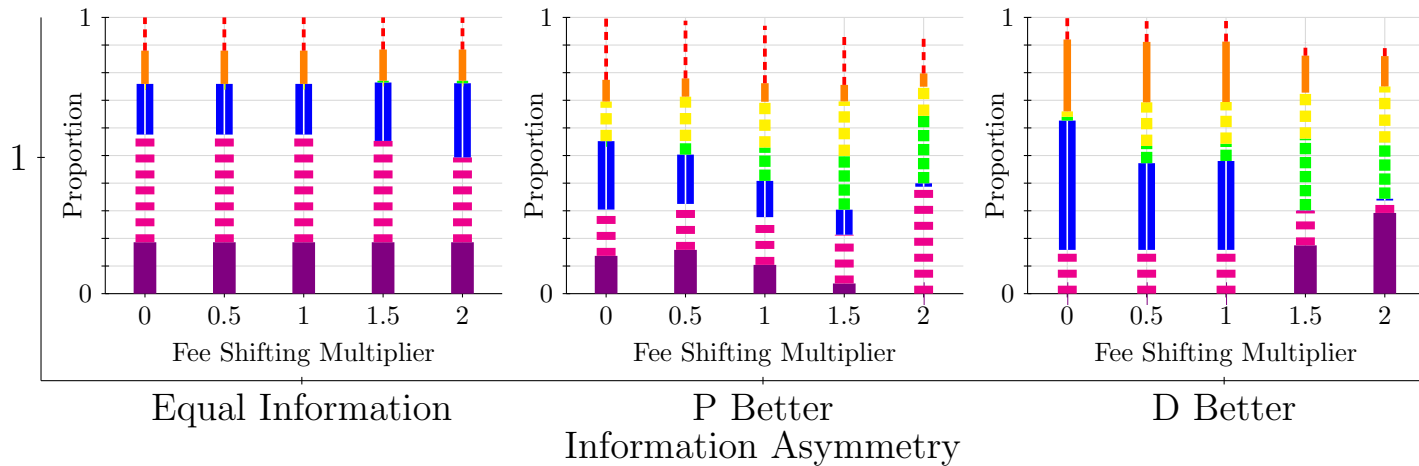 1
Proportion
1
0
0 0.5 1 1.5 2
Fee Shifting Multiplier
Proportion
1
0
0 0.5 1 1.5 2
Fee Shifting Multiplier
Proportion
1
0
0 0.5 1 1.5 2
Fee Shifting Multiplier
Equal Information
P Better
D Better
Information Asymmetry